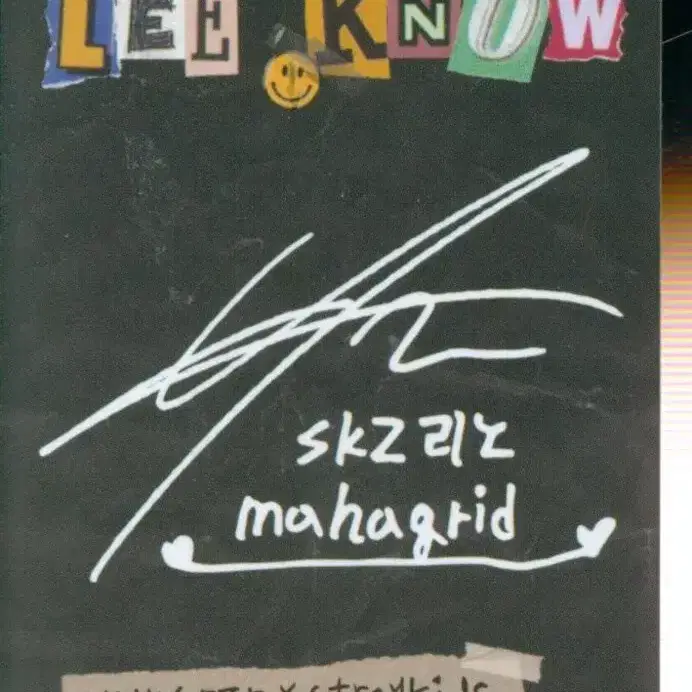 LEE KNOW
skz 리노
mahagrid